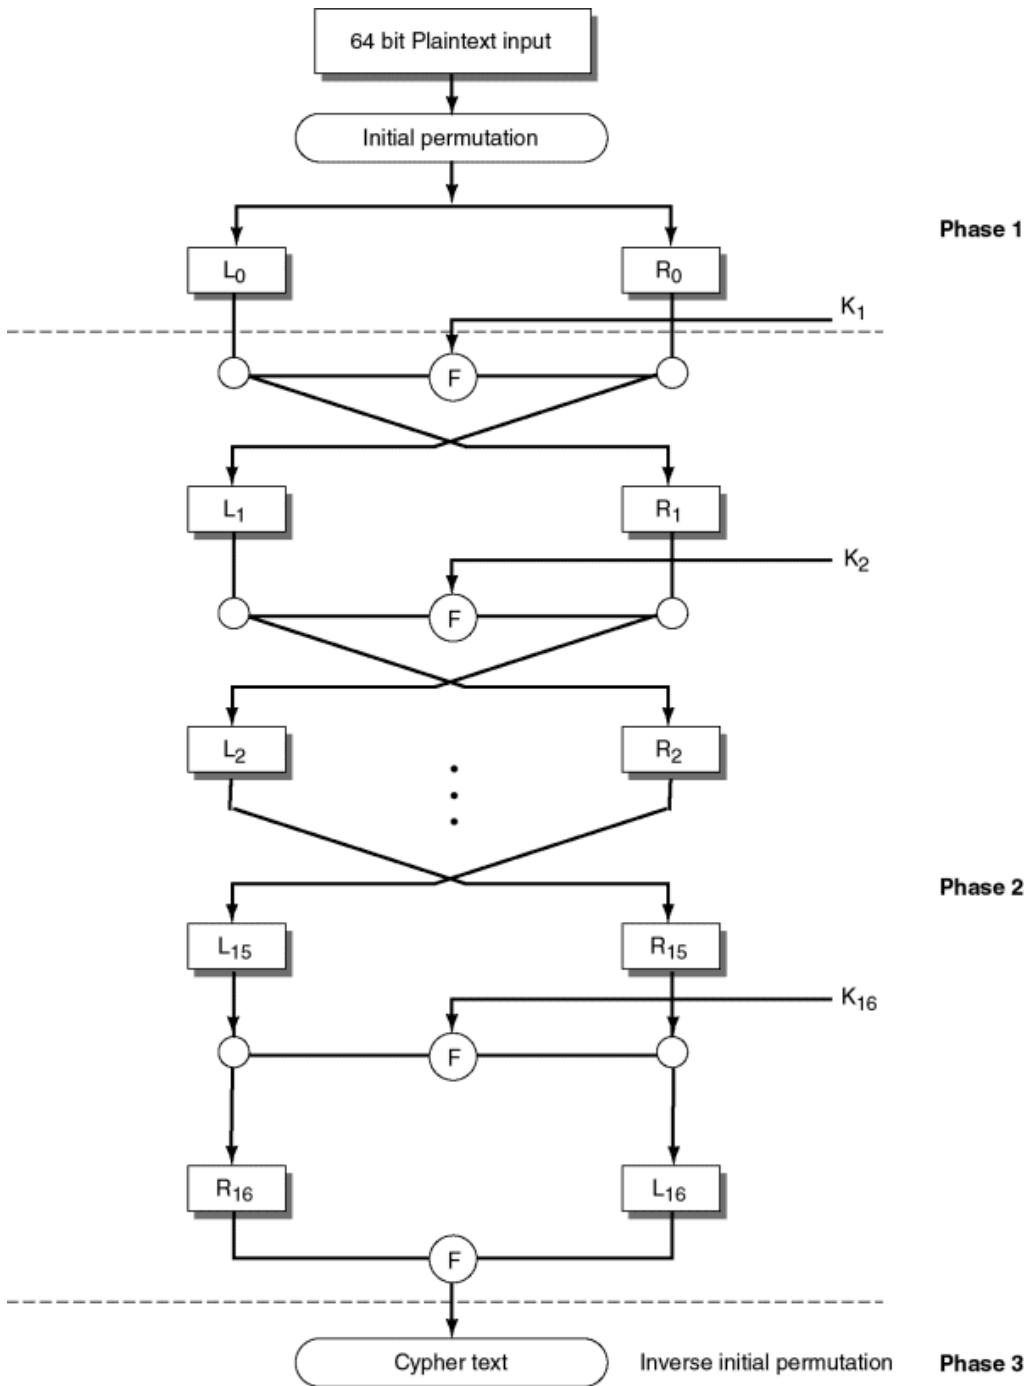 64 bit Plaintext input
Initial permutation
Phase 1
L0
R0
K1
F
L1
R1
K2
F
L2
R2
Phase 2
L15
R15
K16
F
R16
L16
F
Cypher text
Inverse initial permutation
Phase 3